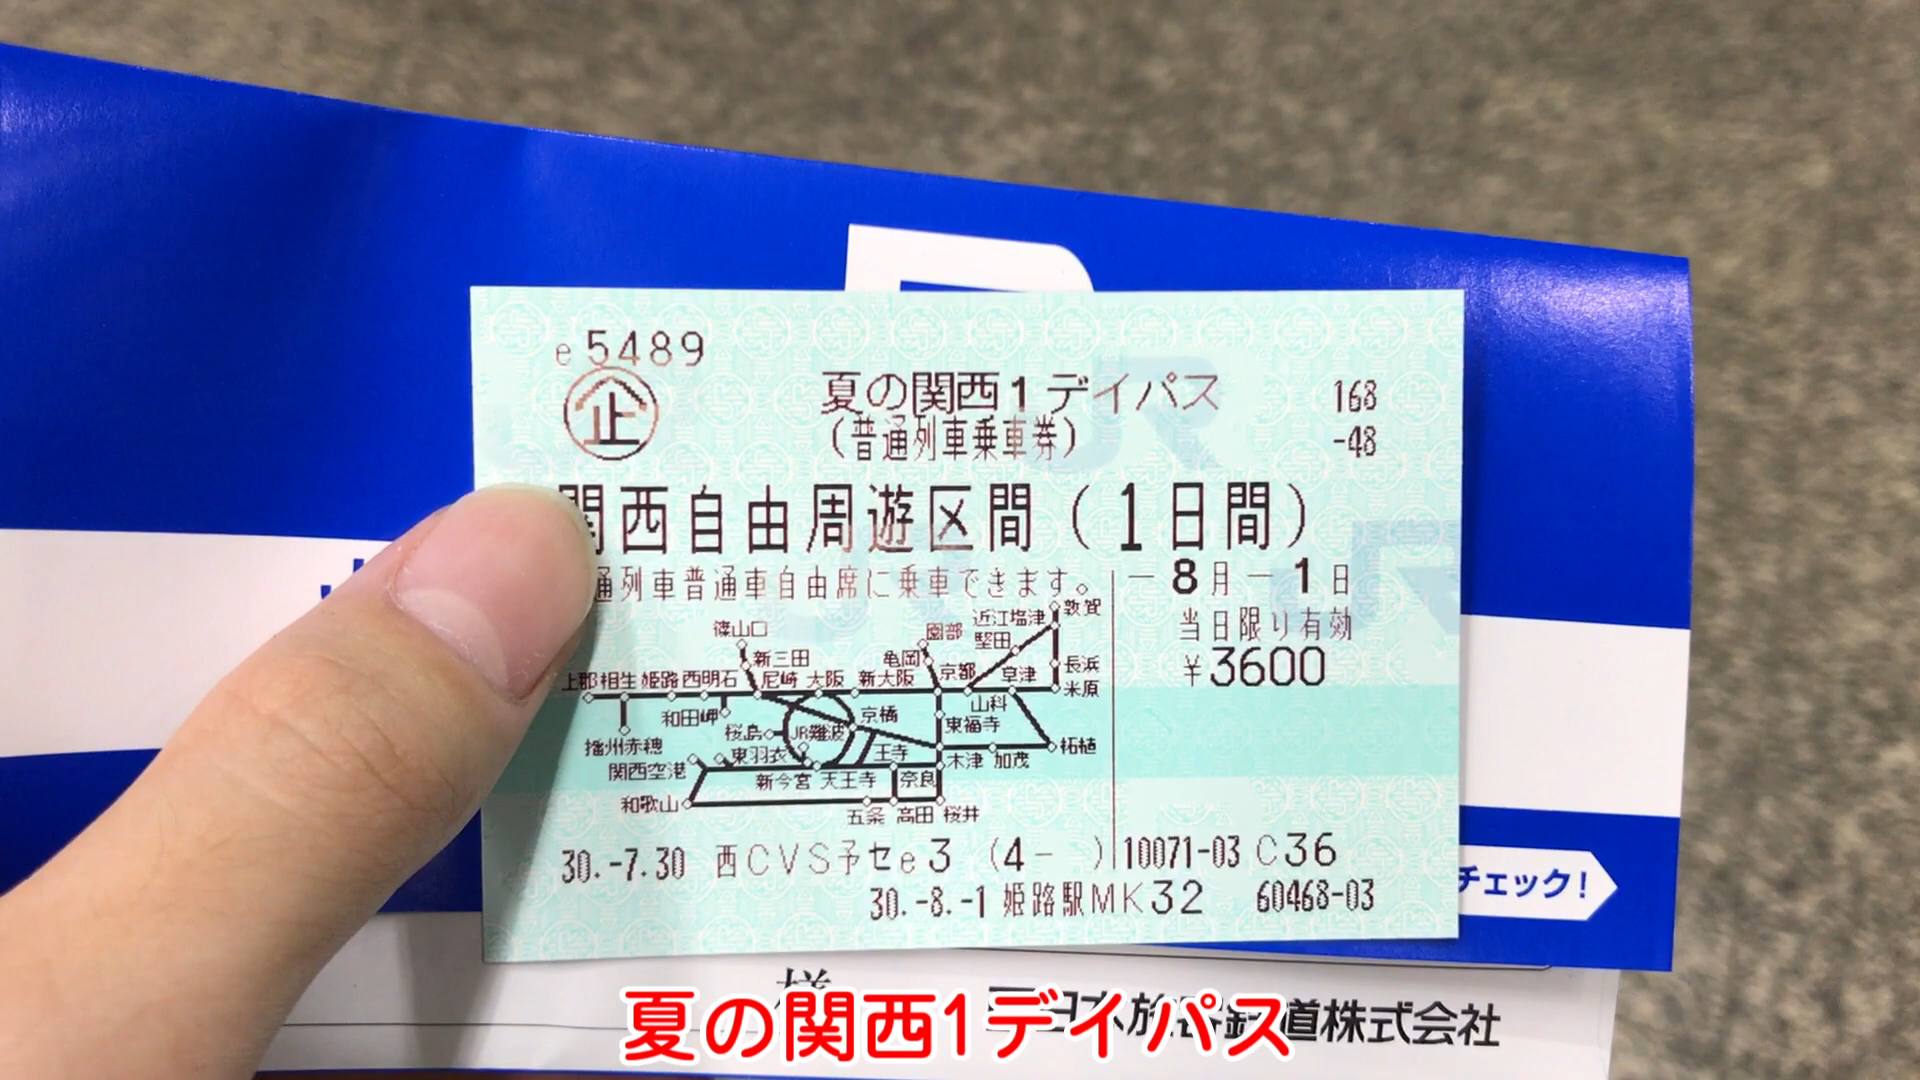 e5489
企
夏の関西1デイパス
168
(普通列車乗車券)
-48
関西自由周遊区間(1日間)
通列車普通車自由席に乗車できます。
-8月-1日
当日限り有効
¥3600
敦賀
近江塩津
篠山口
園部
堅田
新三田
亀岡
京都
草津
長浜
上郡 相生 姫路 西明石 尼崎 大阪 新大阪
米原
山科
和田岬
京橋
東福寺
桜島
JR難波
播州赤穂
東羽衣
王寺
柘植
関西空港
木津 加茂
新今宮 天王寺 奈良
和歌山
五条 高田 桜井
30.-7.30 西CVS予セe3 (4- )
10071-03 C36
30.-8.-1 姫路駅MK32 60468-03
チェック!
様
日本旅客鉄道株式会社
夏の関西1デイパス